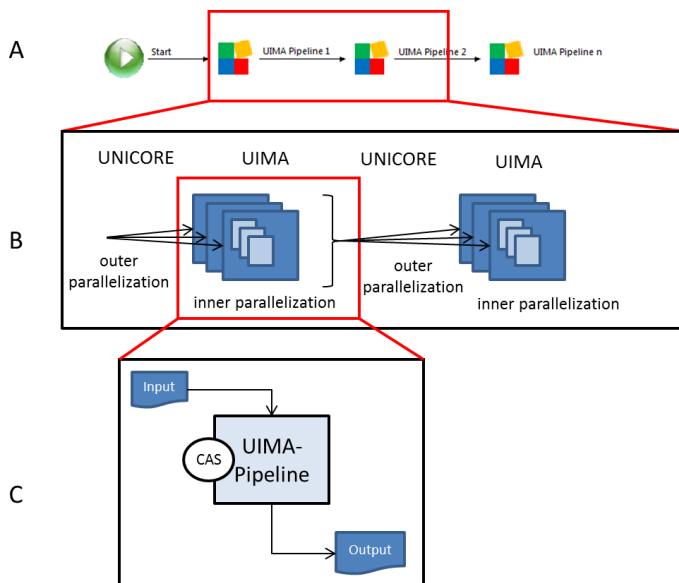 A
Start
UIMA Pipeline 1
UIMA Pipeline 2
UIMA Pipeline n
B
UNICORE
UIMA
UNICORE
UIMA
outer
parallelization
inner parallelization
outer
parallelization
inner parallelization
C
Input
CAS
UIMA-
Pipeline
Output